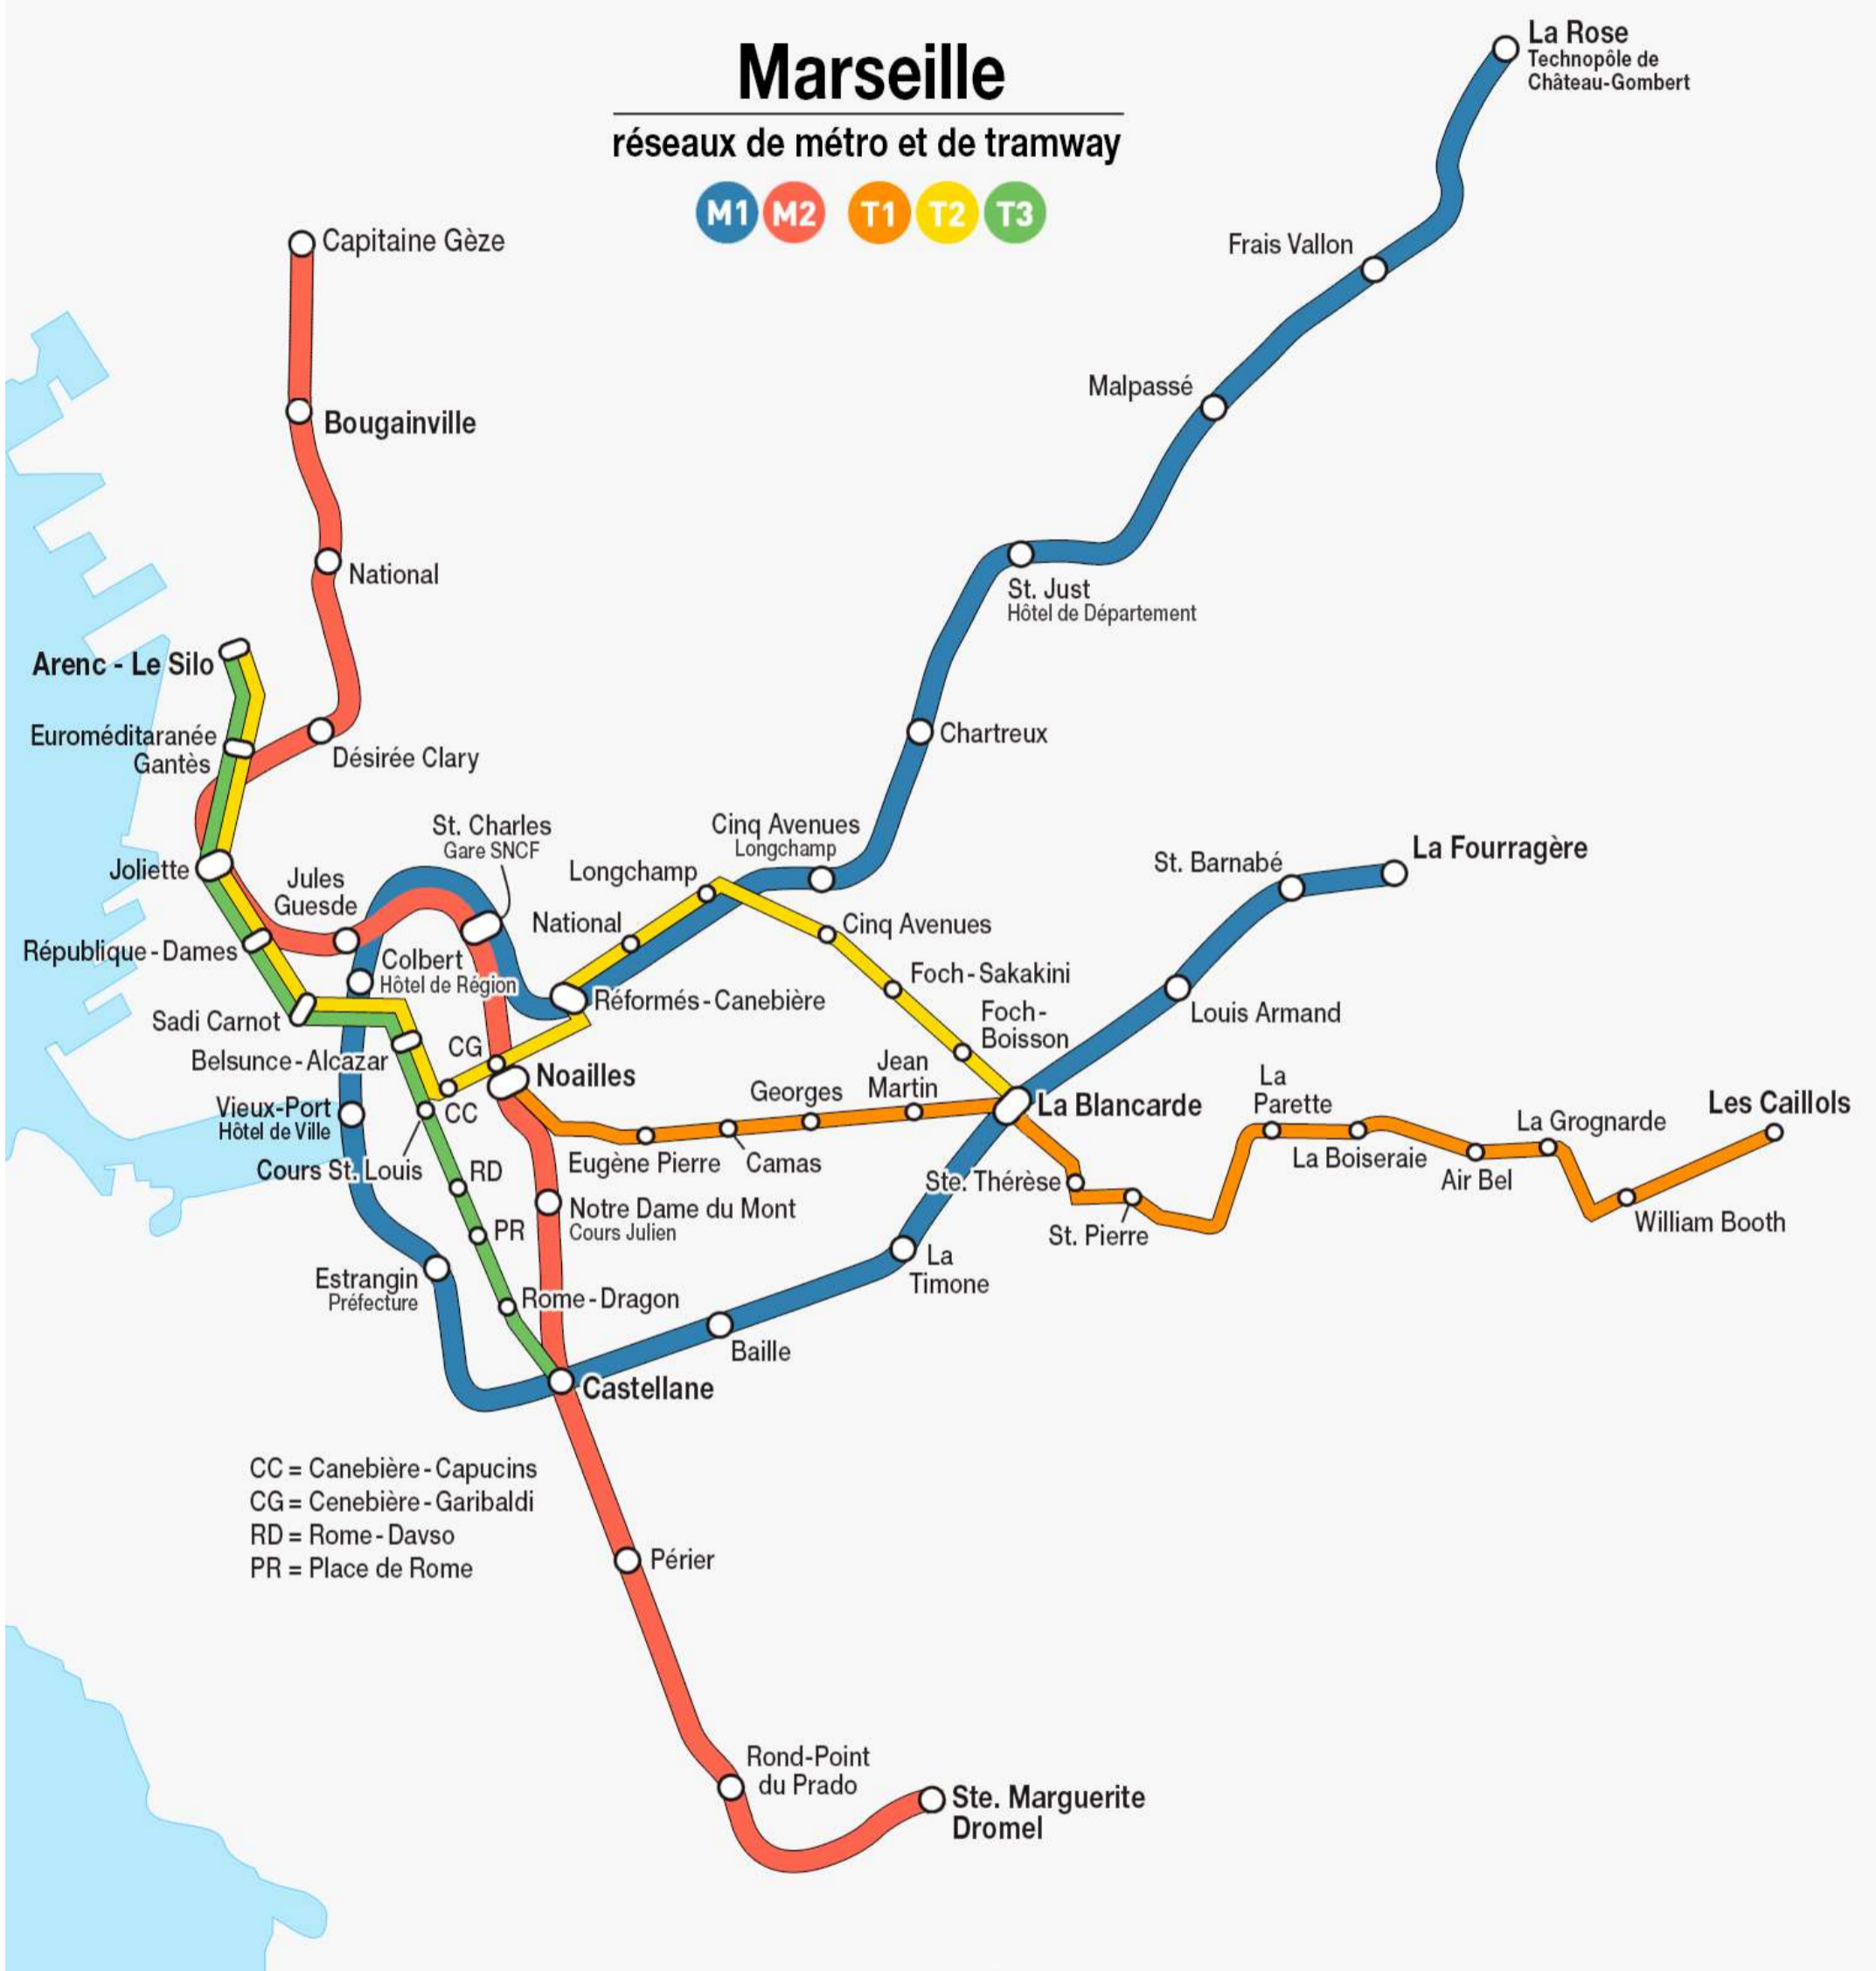 Marseille
réseaux de métro et de tramway
M1 M2 T1 T2 T3
La Rose
Technopôle de
Château-Gombert
Capitaine Gèze
Frais Vallon
Malpassé
Bougainville
National
St. Just
Hôtel de Département
Arenc - Le Silo
Euroméditaranée
Gantès
Désirée Clary
Chartreux
St. Charles
Gare SNCF
Cinq Avenues
Longchamp
Joliette
Jules
Guesde
Longchamp
St. Barnabé
La Fourragère
National
Cinq Avenues
République - Dames
Colbert
Hôtel de Région
Foch - Sakakini
Réformés - Canebière
Foch -
Boisson
Louis Armand
Sadi Carnot
CG
Belsunce - Alcazar
Noailles
Jean
Martin
Georges
La Blancarde
La
Parette
Les Caillols
Vieux-Port
Hôtel de Ville
CC
La Grognarde
Cours St. Louis
RD
Eugène Pierre
Camas
La Boiseraie
Air Bel
Ste. Thérèse
Notre Dame du Mont
Cours Julien
PR
St. Pierre
William Booth
La
Timone
Estrangin
Préfecture
Rome - Dragon
Baille
Castellane
CC = Canebière - Capucins
CG = Cenebière - Garibaldi
RD = Rome - Davso
PR = Place de Rome
Périer
Rond-Point
du Prado
Ste. Marguerite
Dromel